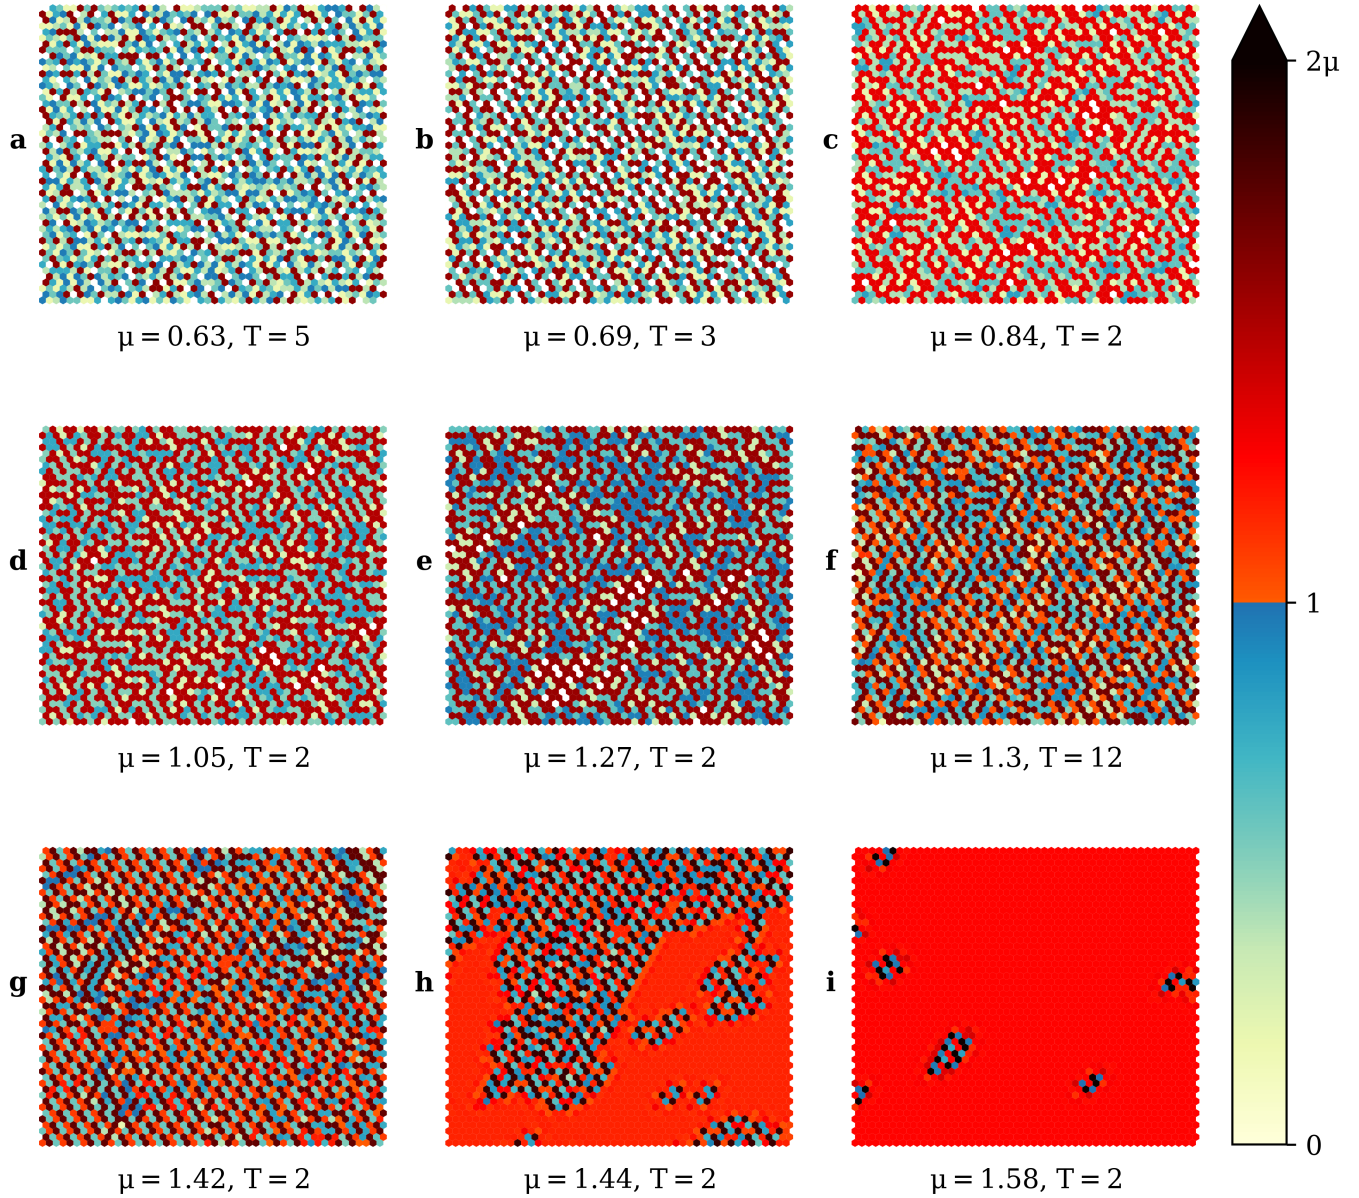 a
b
c
μ = 0.63, T = 5
μ = 0.69, T = 3
μ = 0.84, T = 2
d
e
f
μ = 1.05, T = 2
μ = 1.27, T = 2
μ = 1.3, T = 12
g
h
i
μ = 1.42, T = 2
μ = 1.44, T = 2
μ = 1.58, T = 2
2μ
1
0